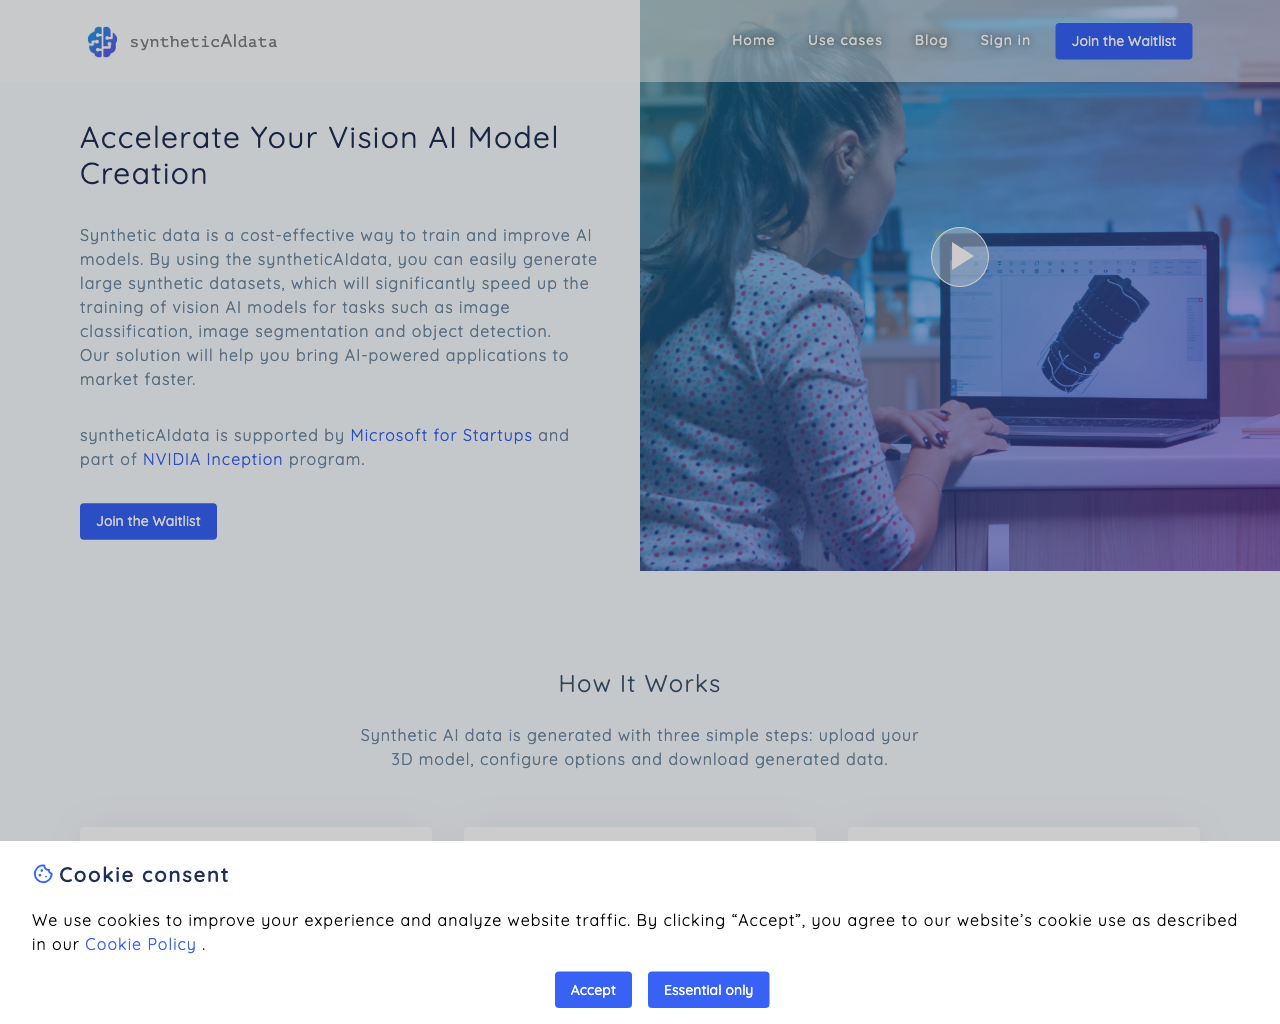 syntheticAIdata
Home
Use cases
Blog
Sign in
Join the Waitlist
Accelerate Your Vision AI Model
Creation
Synthetic data is a cost-effective way to train and improve AI
models. By using the syntheticAIdata, you can easily generate
large synthetic datasets, which will significantly speed up the
training of vision AI models for tasks such as image
classification, image segmentation and object detection.
Our solution will help you bring AI-powered applications to
market faster.
syntheticAIdata is supported by Microsoft for Startups and
part of NVIDIA Inception program.
Join the Waitlist
How It Works
Synthetic AI data is generated with three simple steps: upload your
3D model, configure options and download generated data.
Cookie consent
We use cookies to improve your experience and analyze website traffic. By clicking “Accept”, you agree to our website’s cookie use as described
in our Cookie Policy .
Accept
Essential only